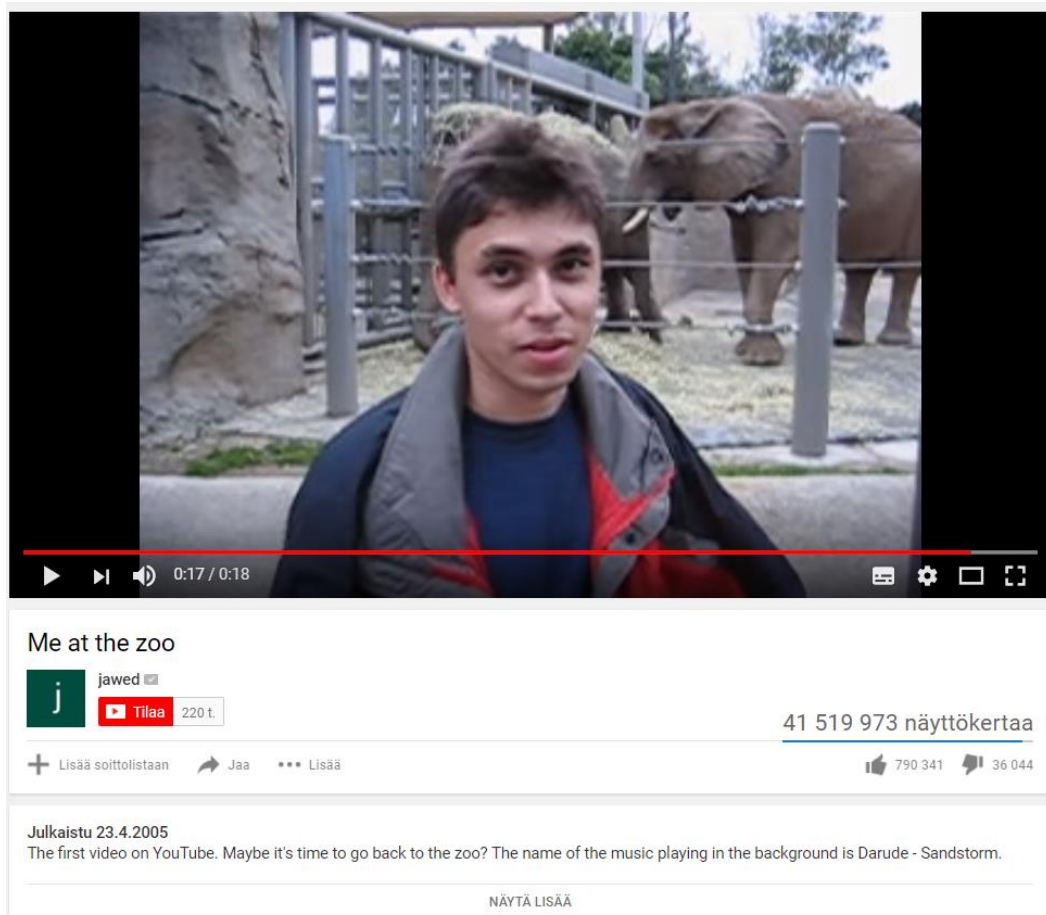 0:17 / 0:18
Me at the zoo
j
jawed
Tilaa 220 t.
41 519 973 näyttökertaa
Lisää soittolistaan Jaa Lisää 790 341 36 044
Julkaistu 23.4.2005
The first video on YouTube. Maybe it's time to go back to the zoo? The name of the music playing in the background is Darude - Sandstorm.
NÄYTÄ LISÄÄ